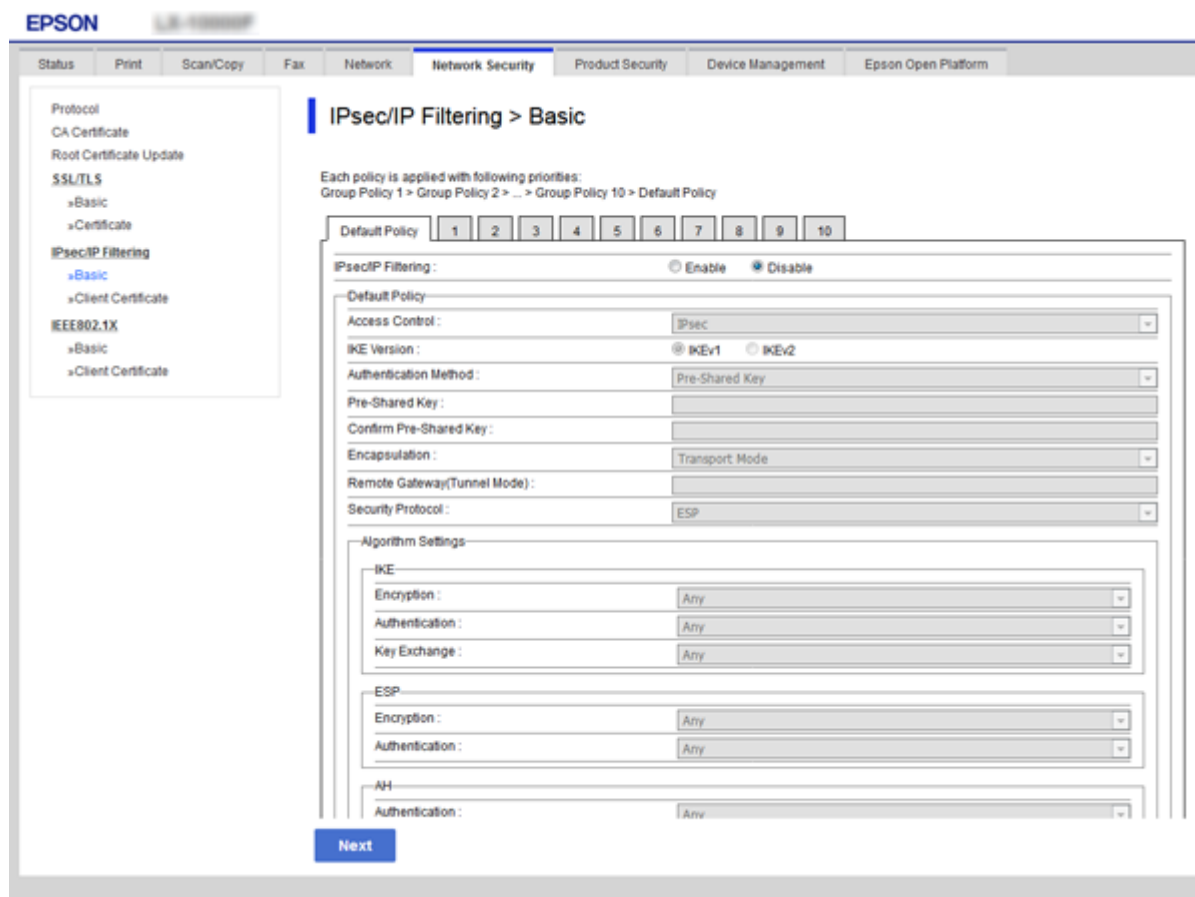 EPSON
Status Print Scan/Copy Fax Network Network Security Product Security Device Management Epson Open Platform
Protocol
CA Certificate
Root Certificate Update
SSL/TLS
»Basic
»Certificate
IPsec/IP Filtering
»Basic
»Client Certificate
IEEE802.1X
»Basic
»Client Certificate
IPsec/IP Filtering > Basic
Each policy is applied with following priorities:
Group Policy 1 > Group Policy 2 > ... > Group Policy 10 > Default Policy
Default Policy 1 2 3 4 5 6 7 8 9 10
IPsec/IP Filtering : Enable Disable
Default Policy
Access Control : IPsec
IKE Version : IKEv1 IKEv2
Authentication Method : Pre-Shared Key
Pre-Shared Key :
Confirm Pre-Shared Key :
Encapsulation : Transport Mode
Remote Gateway(Tunnel Mode) :
Security Protocol : ESP
Algorithm Settings
IKE
Encryption : Any
Authentication : Any
Key Exchange : Any
ESP
Encryption : Any
Authentication : Any
AH
Authentication : Any
Next